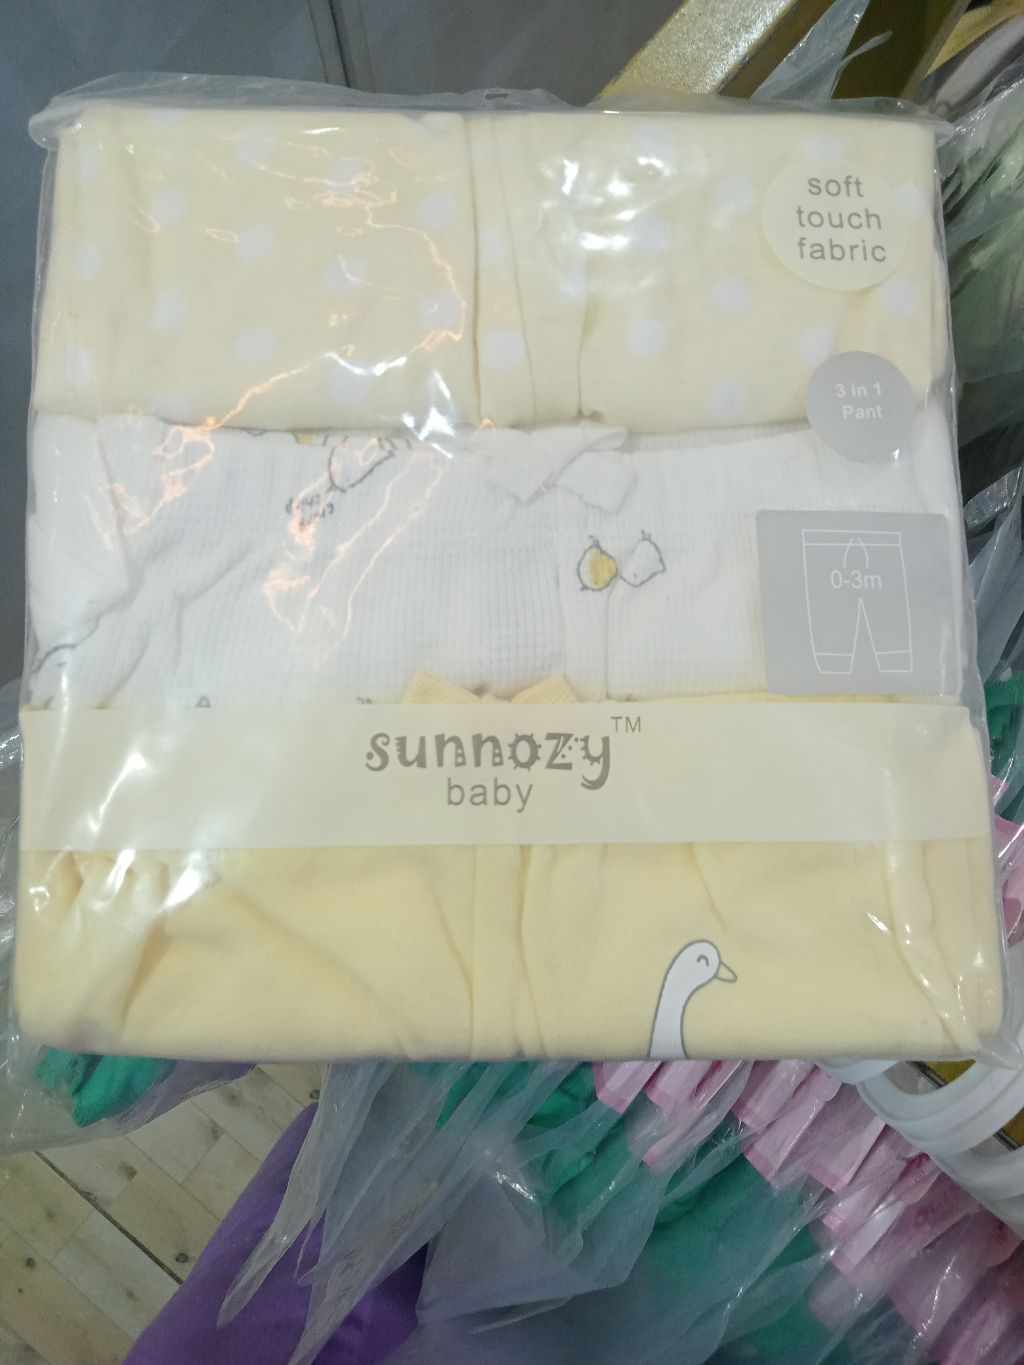 soft
touch
fabric
3 in 1
Pant
0-3m
sunnozy™
baby